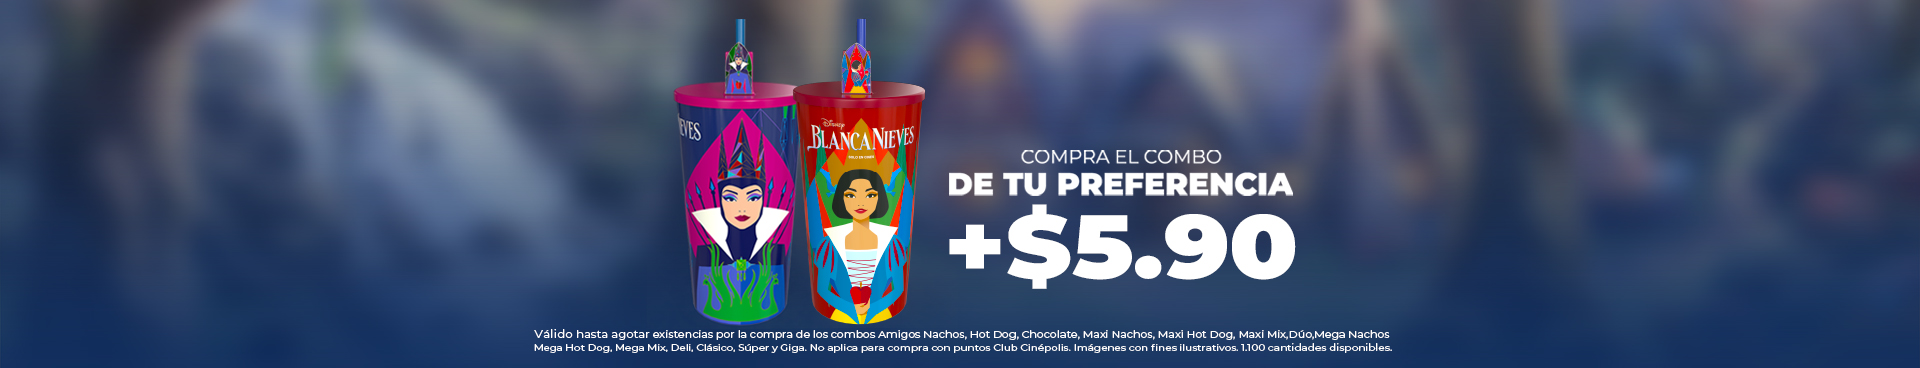 IEVES
Disney
BLANCA NIEVES
SOLO EN CINES
COMPRA EL COMBO
DE TU PREFERENCIA
+$5.90
Válido hasta agotar existencias por la compra de los combos Amigos Nachos, Hot Dog, Chocolate, Maxi Nachos, Maxi Hot Dog, Maxi Mix,Dúo,Mega Nachos
Mega Hot Dog, Mega Mix, Deli, Clásico, Súper y Giga. No aplica para compra con puntos Club Cinépolis. Imágenes con fines ilustrativos. 1.100 cantidades disponibles.